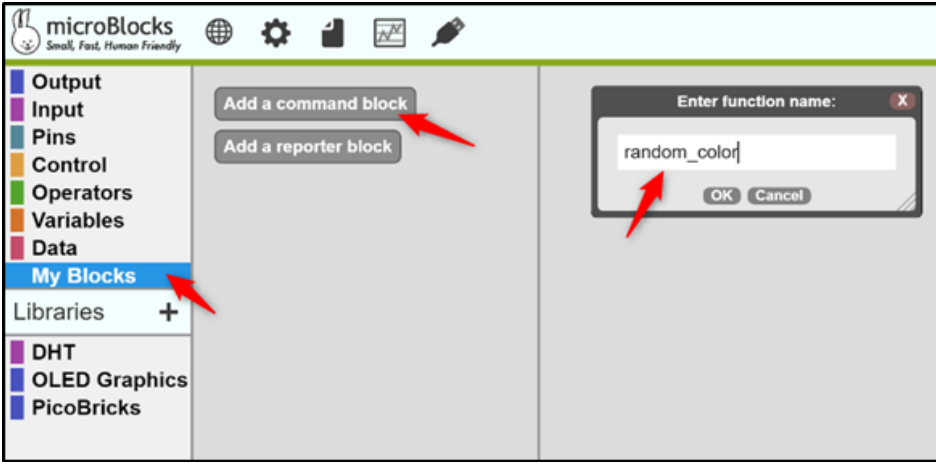 microBlocks
Small, Fast, Human Friendly
Output
Input
Pins
Control
Operators
Variables
Data
My Blocks
Libraries +
DHT
OLED Graphics
PicoBricks
Add a command block
Add a reporter block
Enter function name:
X
random_color
OK Cancel